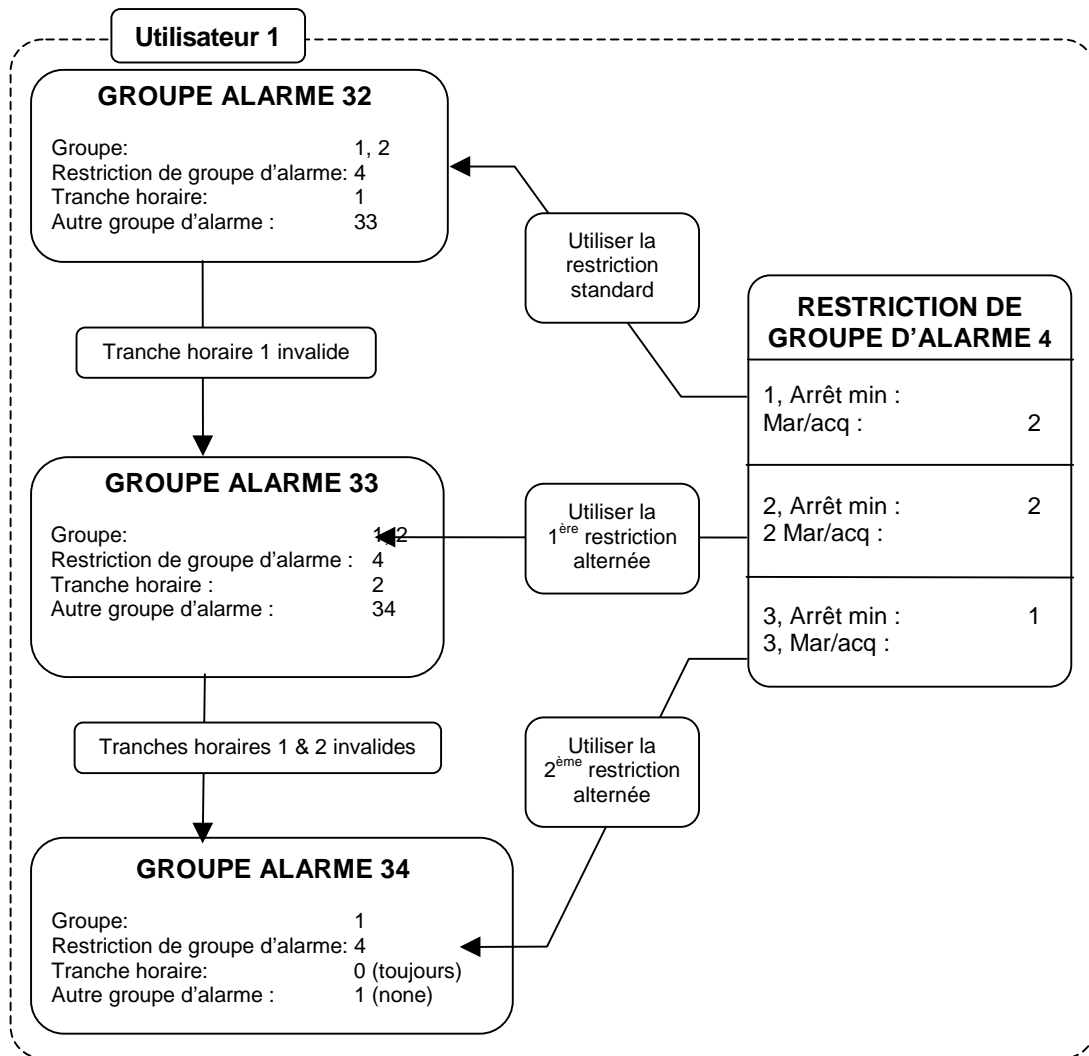 Utilisateur 1
GROUPE ALARME 32
Groupe: 1, 2
Restriction de groupe d'alarme: 4
Tranche horaire: 1
Autre groupe d'alarme : 33
Utiliser la
restriction
standard
Tranche horaire 1 invalide
RESTRICTION DE
GROUPE D'ALARME 4
1, Arrêt min :
Mar/acq : 2
2, Arrêt min : 2
2 Mar/acq :
3, Arrêt min : 1
3, Mar/acq :
GROUPE ALARME 33
Groupe: 1, 2
Restriction de groupe d'alarme : 4
Tranche horaire : 2
Autre groupe d'alarme : 34
Utiliser la
1ère restriction
alternée
Tranches horaires 1 & 2 invalides
Utiliser la
2ème restriction
alternée
GROUPE ALARME 34
Groupe: 1
Restriction de groupe d'alarme: 4
Tranche horaire: 0 (toujours)
Autre groupe d'alarme : 1 (none)